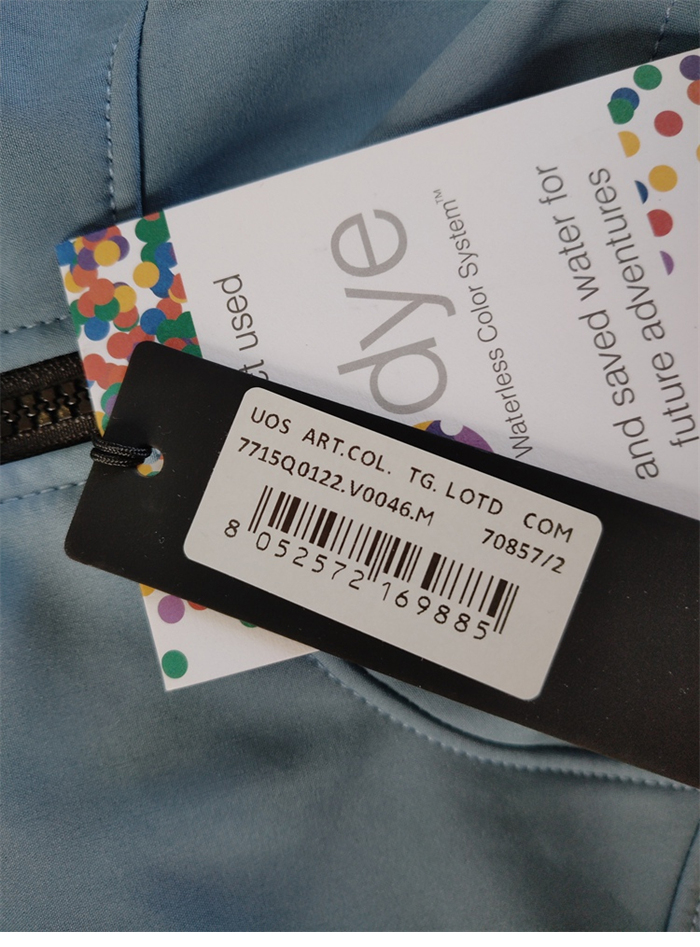 t used
dye
Waterless Color System™
and saved water for
future adventures
UOS ART.COL. TG. LOTD COM
7715Q0122.V0046.M 70857/2
8 052572 169885